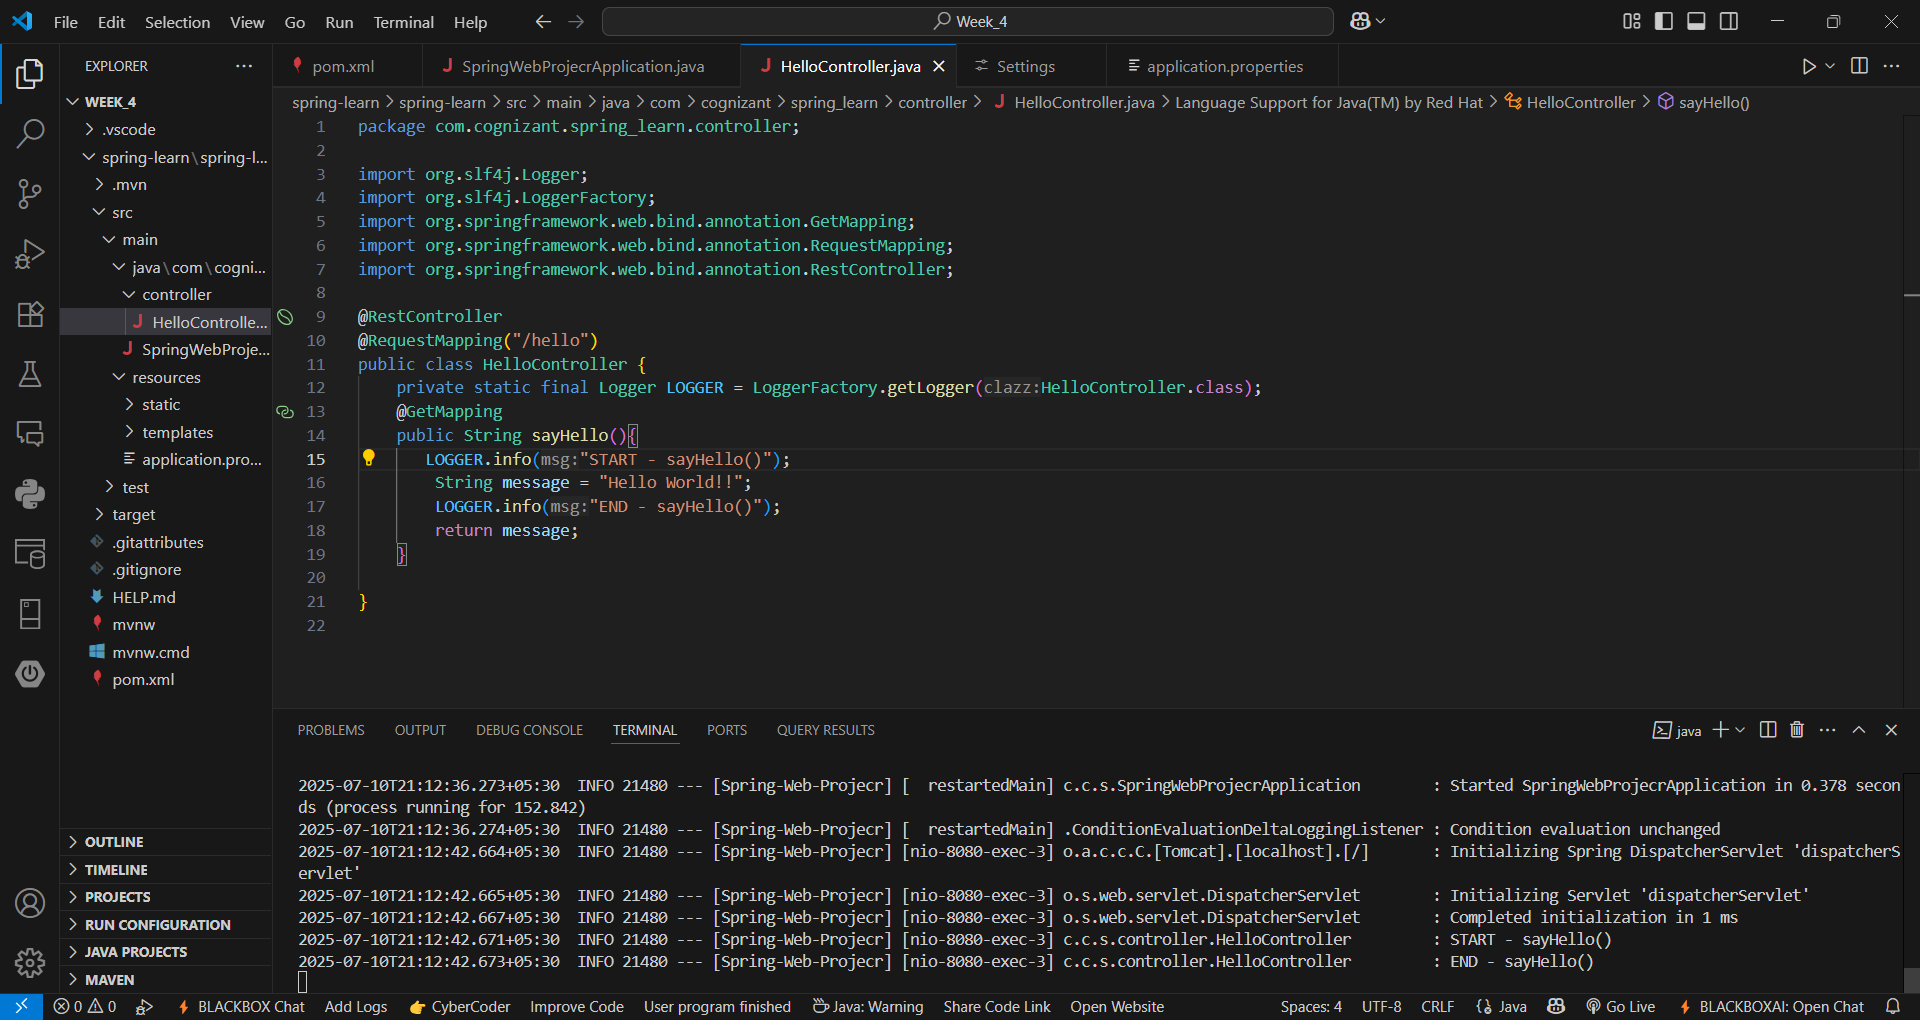 File Edit Selection View Go Run Terminal Help
Week_4
EXPLORER
WEEK_4
.vscode
spring-learn\spring-l...
.mvn
src
main
java\com\cogni...
controller
HelloControlle...
SpringWebProje...
resources
static
templates
application.pro...
test
target
.gitattributes
.gitignore
HELP.md
mvnw
mvnw.cmd
pom.xml
OUTLINE
TIMELINE
PROJECTS
RUN CONFIGURATION
JAVA PROJECTS
MAVEN
pom.xml SpringWebProjecrApplication.java HelloController.java Settings application.properties
spring-learn > spring-learn > src > main > java > com > cognizant > spring_learn > controller > HelloController.java > Language Support for Java(TM) by Red Hat > HelloController > sayHello()
1 package com.cognizant.spring_learn.controller;
2
3 import org.slf4j.Logger;
4 import org.slf4j.LoggerFactory;
5 import org.springframework.web.bind.annotation.GetMapping;
6 import org.springframework.web.bind.annotation.RequestMapping;
7 import org.springframework.web.bind.annotation.RestController;
8
9 @RestController
10 @RequestMapping("/hello")
11 public class HelloController {
12 private static final Logger LOGGER = LoggerFactory.getLogger(clazz:HelloController.class);
13 @GetMapping
14 public String sayHello(){
15 LOGGER.info(msg:"START - sayHello()");
16 String message = "Hello World!!";
17 LOGGER.info(msg:"END - sayHello()");
18 return message;
19 }
20
21 }
22
PROBLEMS OUTPUT DEBUG CONSOLE TERMINAL PORTS QUERY RESULTS
java
2025-07-10T21:12:36.273+05:30 INFO 21480 --- [Spring-Web-Projecr] [ restartedMain] c.c.s.SpringWebProjecrApplication : Started SpringWebProjecrApplication in 0.378 secon
ds (process running for 152.842)
2025-07-10T21:12:36.274+05:30 INFO 21480 --- [Spring-Web-Projecr] [ restartedMain] .ConditionEvaluationDeltaLoggingListener : Condition evaluation unchanged
2025-07-10T21:12:42.664+05:30 INFO 21480 --- [Spring-Web-Projecr] [nio-8080-exec-3] o.a.c.c.C.[Tomcat].[localhost].[/] : Initializing Spring DispatcherServlet 'dispatcherS
ervlet'
2025-07-10T21:12:42.665+05:30 INFO 21480 --- [Spring-Web-Projecr] [nio-8080-exec-3] o.s.web.servlet.DispatcherServlet : Initializing Servlet 'dispatcherServlet'
2025-07-10T21:12:42.667+05:30 INFO 21480 --- [Spring-Web-Projecr] [nio-8080-exec-3] o.s.web.servlet.DispatcherServlet : Completed initialization in 1 ms
2025-07-10T21:12:42.671+05:30 INFO 21480 --- [Spring-Web-Projecr] [nio-8080-exec-3] c.c.s.controller.HelloController : START - sayHello()
2025-07-10T21:12:42.673+05:30 INFO 21480 --- [Spring-Web-Projecr] [nio-8080-exec-3] c.c.s.controller.HelloController : END - sayHello()
0 0 BLACKBOX Chat Add Logs CyberCoder Improve Code User program finished Java: Warning Share Code Link Open Website Spaces: 4 UTF-8 CRLF Java Go Live BLACKBOXAI: Open Chat